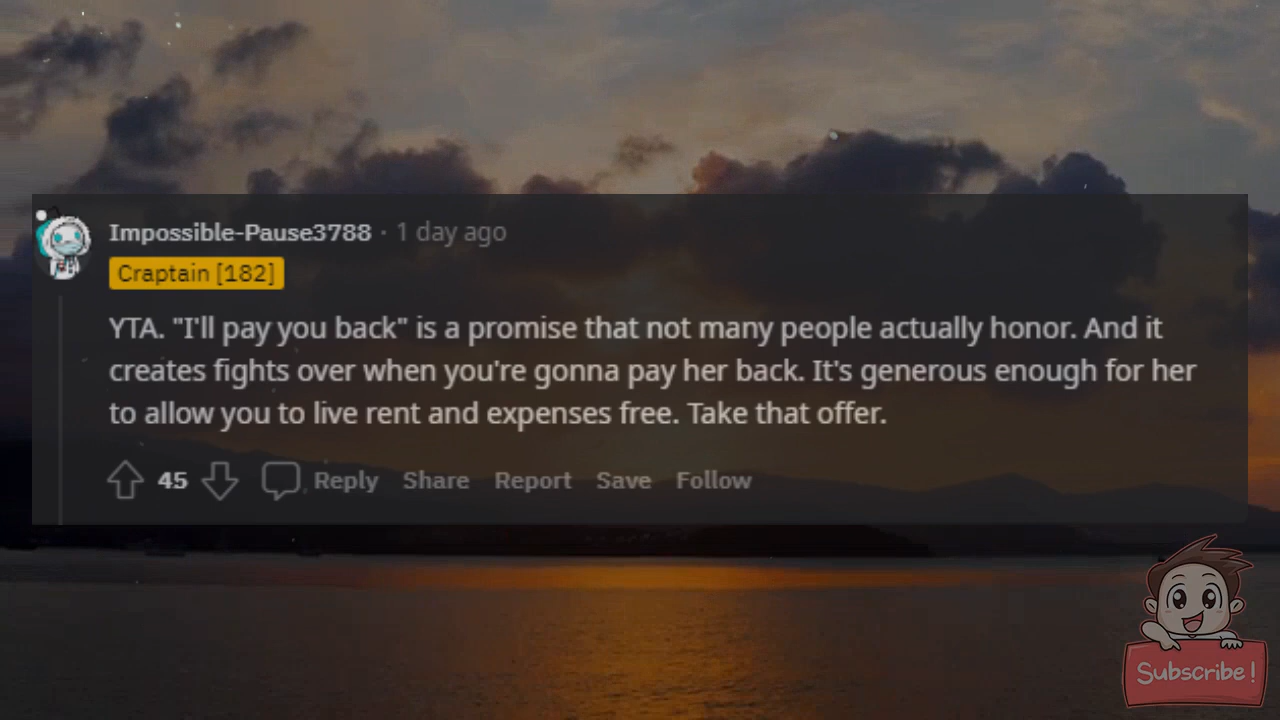 Impossible-Pause3788 · 1 day ago
Craptain [182]
YTA. "I'll pay you back" is a promise that not many people actually honor. And it
creates fights over when you're gonna pay her back. It's generous enough for her
to allow you to live rent and expenses free. Take that offer.
45 Reply Share Report Save Follow
Subscribe!